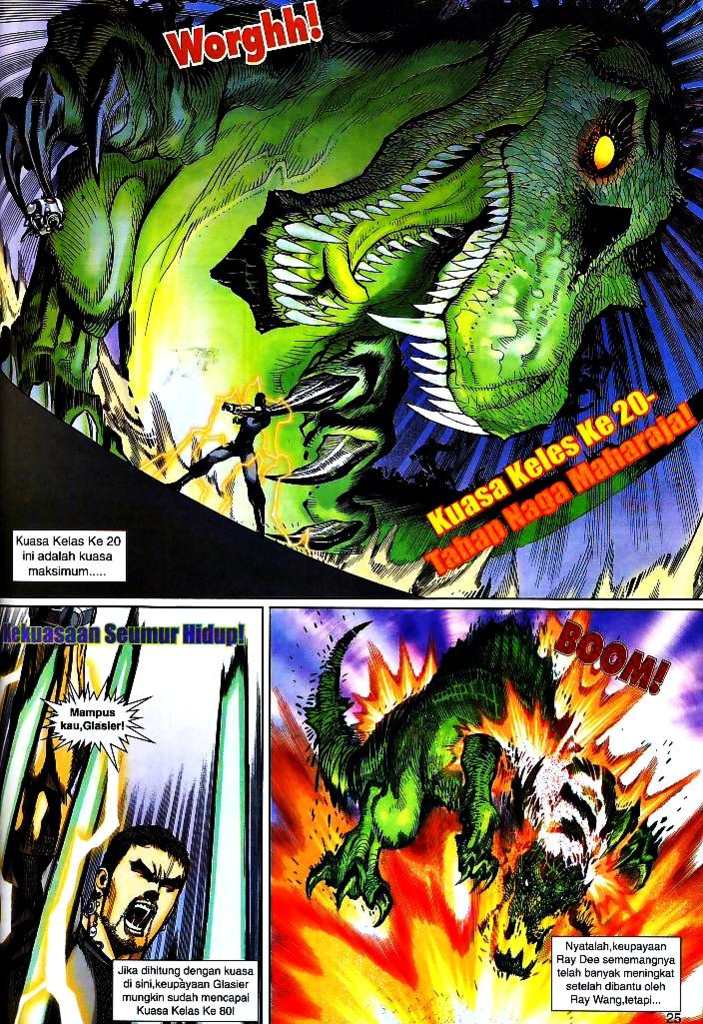 Worghh!
Kuasa Keles Ke 20-
Tahap Naga Maharaja!
Kuasa Kelas Ke 20
ini adalah kuasa
maksimum.....
Kekuasaan Seumur Hidup!
Mampus
kau,Glasier!
Jika dihitung dengan kuasa
di sini,keupayaan Glasier
mungkin sudah mencapai
Kuasa Kelas Ke 80!
BOOM!
Nyatalah,keupayaan
Ray Dee sememangnya
telah banyak meningkat
setelah dibantu oleh
Ray Wang,tetapi...
25